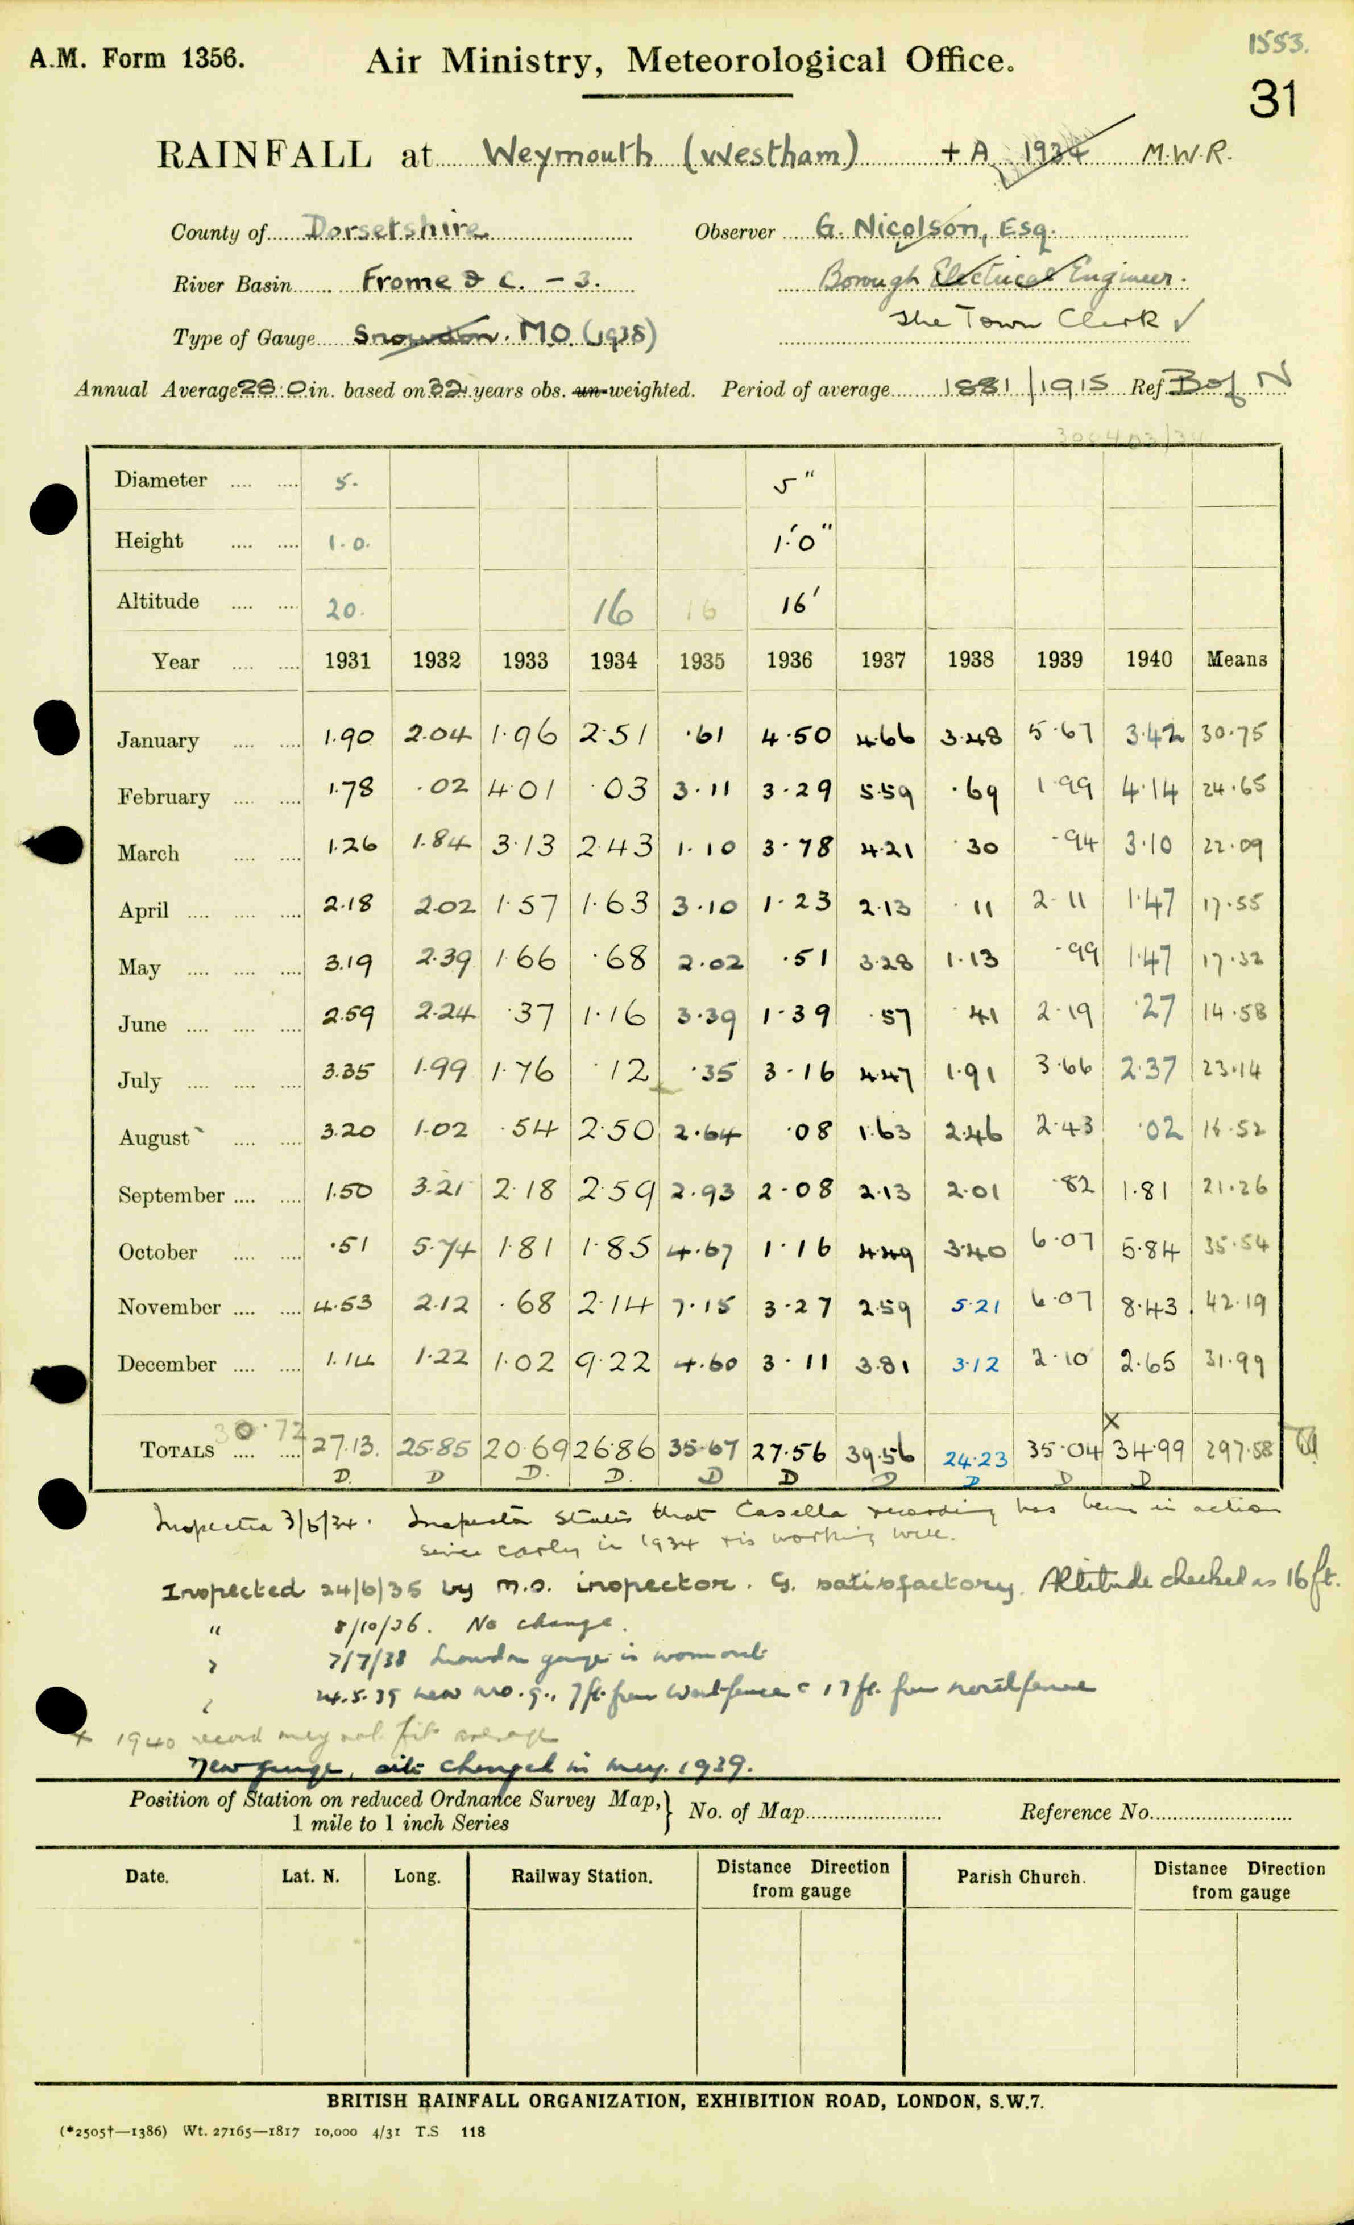 1553.
A.M. Form 1356. Air Ministry, Meteorological Office.
31
RAINFALL at Weymouth (Westham) + A 1934 M.W.R.
County of Dorsetshire Observer G. Nicolson, Esq.
River Basin Frome & c. - 3. Borough Electrical Engineer.
Type of Gauge Snowdon. M.O. (1938) The Town Clerk ✓
Annual Average 28.0 in. based on 32 years obs. un-weighted. Period of average 1881/1915 Ref B of N
Diameter .... .... 5. 5"
Height .... .... 1.0. 1'0"
Altitude .... .... 20. 16 16 16'
Year .... .... 1931 1932 1933 1934 1935 1936 1937 1938 1939 1940 Means
January .... .... 1.90 2.04 1.96 2.51 .61 4.50 4.66 3.48 5.67 3.42 30.75
February .... .... 1.78 .02 4.01 .03 3.11 3.29 5.59 .69 1.99 4.14 24.65
March .... .... 1.26 1.84 3.13 2.43 1.10 3.78 4.21 .30 .94 3.10 22.09
April .... .... .... 2.18 2.02 1.57 1.63 3.10 1.23 2.13 .11 2.11 1.47 17.55
May .... .... .... 3.19 2.39 1.66 .68 2.02 .51 3.28 1.13 .99 1.47 17.32
June .... .... .... 2.59 2.24 .37 1.16 3.39 1.39 .57 .41 2.19 .27 14.58
July .... .... .... 3.35 1.99 1.76 .12 .35 3.16 4.47 1.91 3.66 2.37 23.14
August .... .... 3.20 1.02 .54 2.50 2.64 .08 1.63 2.46 2.43 .02 16.52
September .... .... 1.50 3.21 2.18 2.59 2.93 2.08 2.13 2.01 .82 1.81 21.26
October .... .... .51 5.74 1.81 1.85 4.67 1.16 4.49 3.40 6.07 5.84 35.54
November .... .... 4.53 2.12 .68 2.14 7.15 3.27 2.59 5.21 6.07 8.43 42.19
December .... .... 1.14 1.22 1.02 9.22 4.60 3.11 3.81 3.12 2.10 2.65 31.99
30.72 x
TOTALS .... .... 27.13. 25.85 20.69 26.86 35.67 27.56 39.56 24.23 35.04 34.99 297.58
D. D D. D. D D D D D D
Inspection 3/5/34. Inspector states that Casella recording has been in action
since early in 1934 & is working well.
Inspected 24/6/35 by M.O. inspector. G. satisfactory. Altitude checked as 16 ft.
" 8/10/36. No change.
7/7/38 Snowdon gauge is worn out
24.5.39 new M.O. g., 7 ft. from West fence & 17 ft. from north fence
x 1940 record may not fit average
New gauge, site changed in May. 1939.
Position of Station on reduced Ordnance Survey Map,} No. of Map Reference No.
1 mile to 1 inch Series
Date. Lat. N. Long. Railway Station. Distance Direction from gauge Parish Church. Distance Direction from gauge
BRITISH RAINFALL ORGANIZATION, EXHIBITION ROAD, LONDON, S.W.7.
(*2505†—1386) Wt. 27165—1817 10,000 4/31 T.S 118